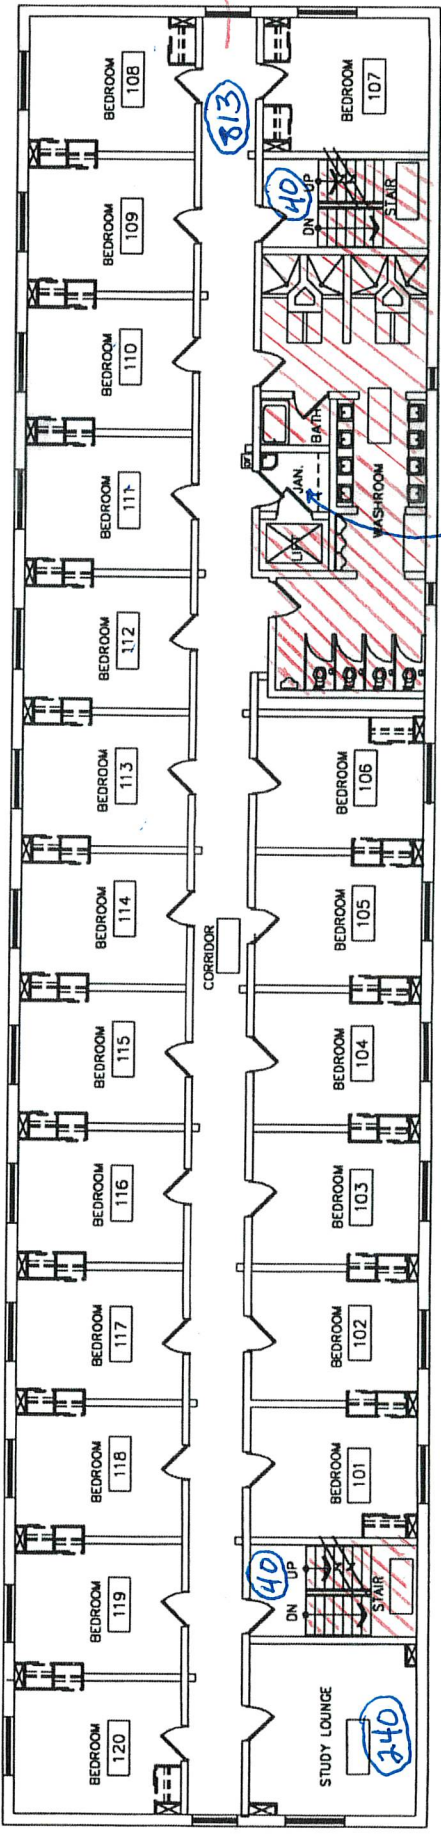 BEDROOM
108
BEDROOM
109
BEDROOM
110
BEDROOM
111
BEDROOM
112
BEDROOM
113
BEDROOM
114
BEDROOM
115
BEDROOM
116
BEDROOM
117
BEDROOM
118
BEDROOM
119
BEDROOM
120
813
CORRIDOR
BEDROOM
107
40
UP
DN
STAIR
BATH
JAN.
LIFT
WASHROOM
BEDROOM
106
BEDROOM
105
BEDROOM
104
BEDROOM
103
BEDROOM
102
BEDROOM
101
40
UP
DN
STAIR
STUDY LOUNGE
240